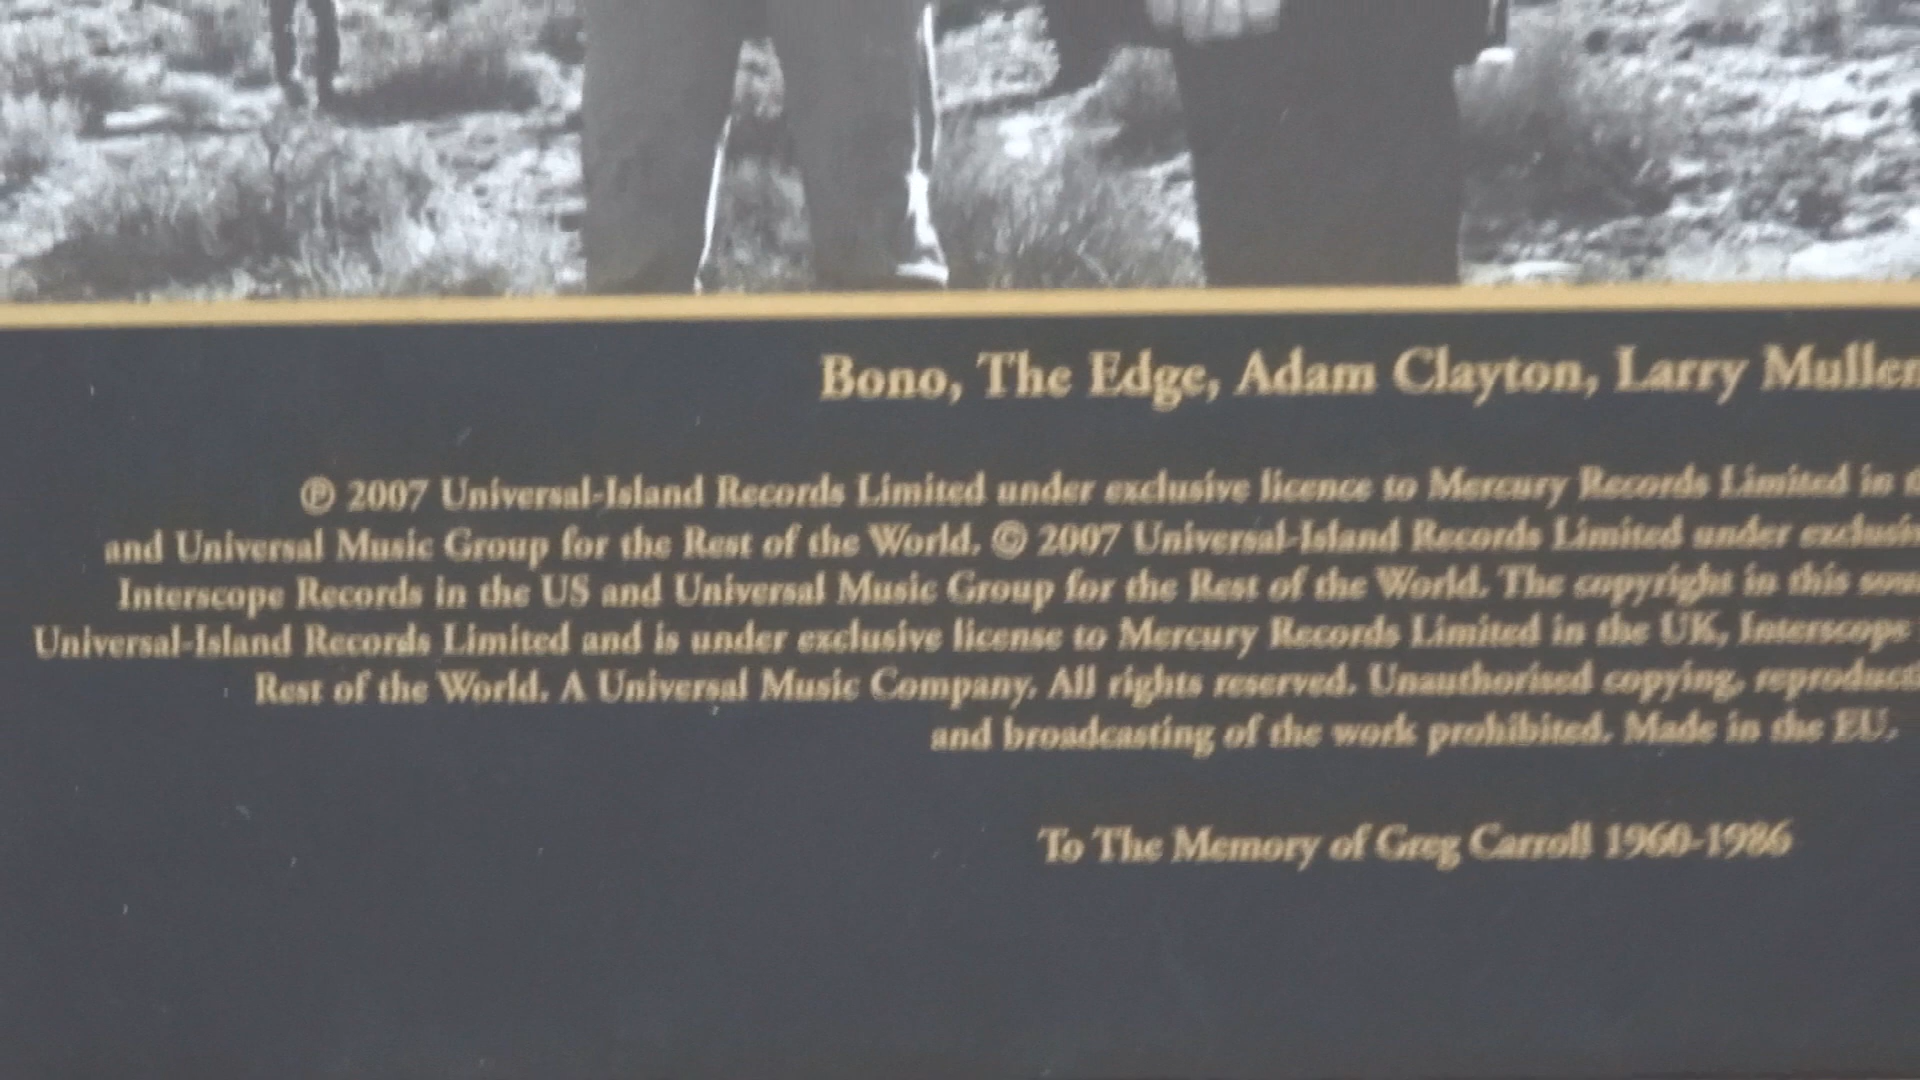 Bono, The Edge, Adam Clayton, Larry Mullen
℗ 2007 Universal-Island Records Limited under exclusive licence to Mercury Records Limited in
and Universal Music Group for the Rest of the World. © 2007 Universal-Island Records Limited under
Interscope Records in the US and Universal Music Group for the Rest of the World. The copyright in this
Universal-Island Records Limited and is under exclusive license to Mercury Records Limited in the UK, Interscope
Rest of the World. A Universal Music Company. All rights reserved. Unauthorised copying,
and broadcasting of the work prohibited. Made in the EU.
To The Memory of Greg Carroll 1960-1986